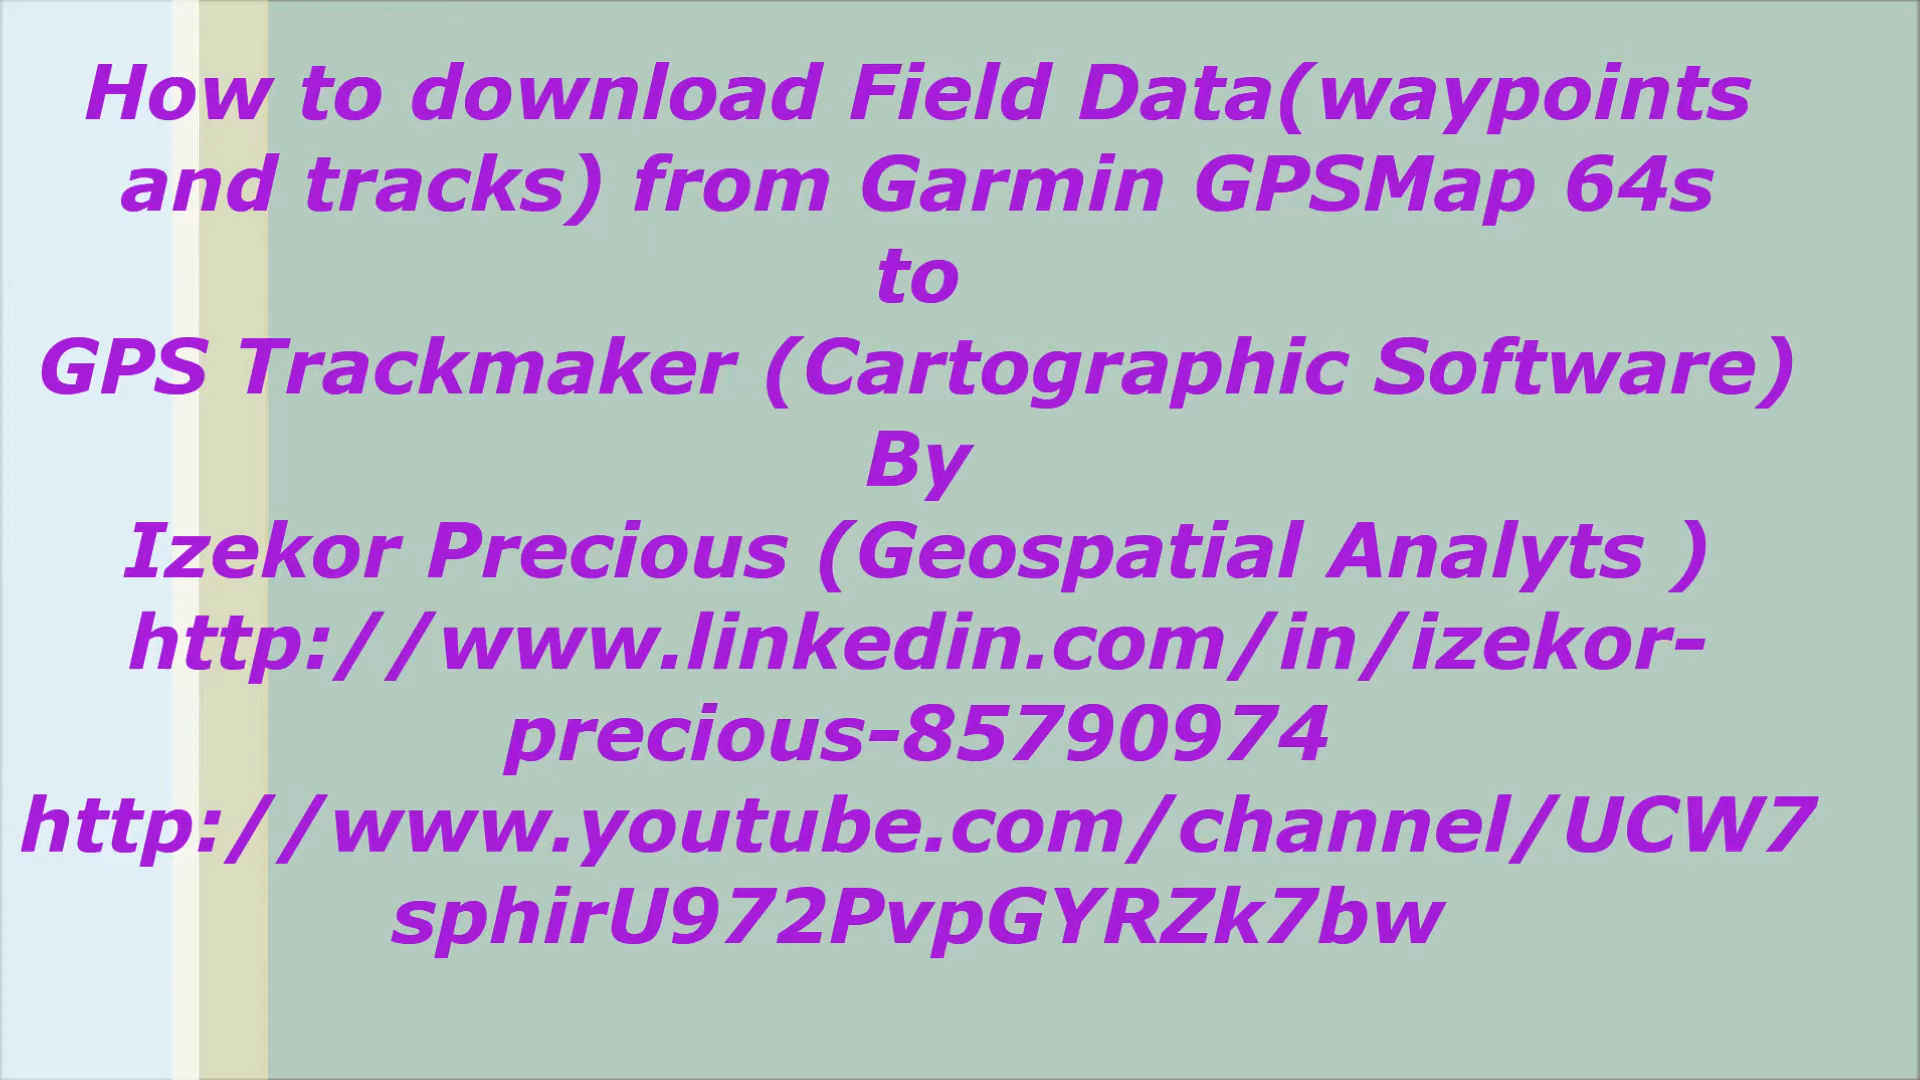 How to download Field Data(waypoints
and tracks) from Garmin GPSMap 64s
to
GPS Trackmaker (Cartographic Software)
By
Izekor Precious (Geospatial Analyts )
http://www.linkedin.com/in/izekor-
precious-85790974
http://www.youtube.com/channel/UCW7
sphirU972PvpGYRZk7bw